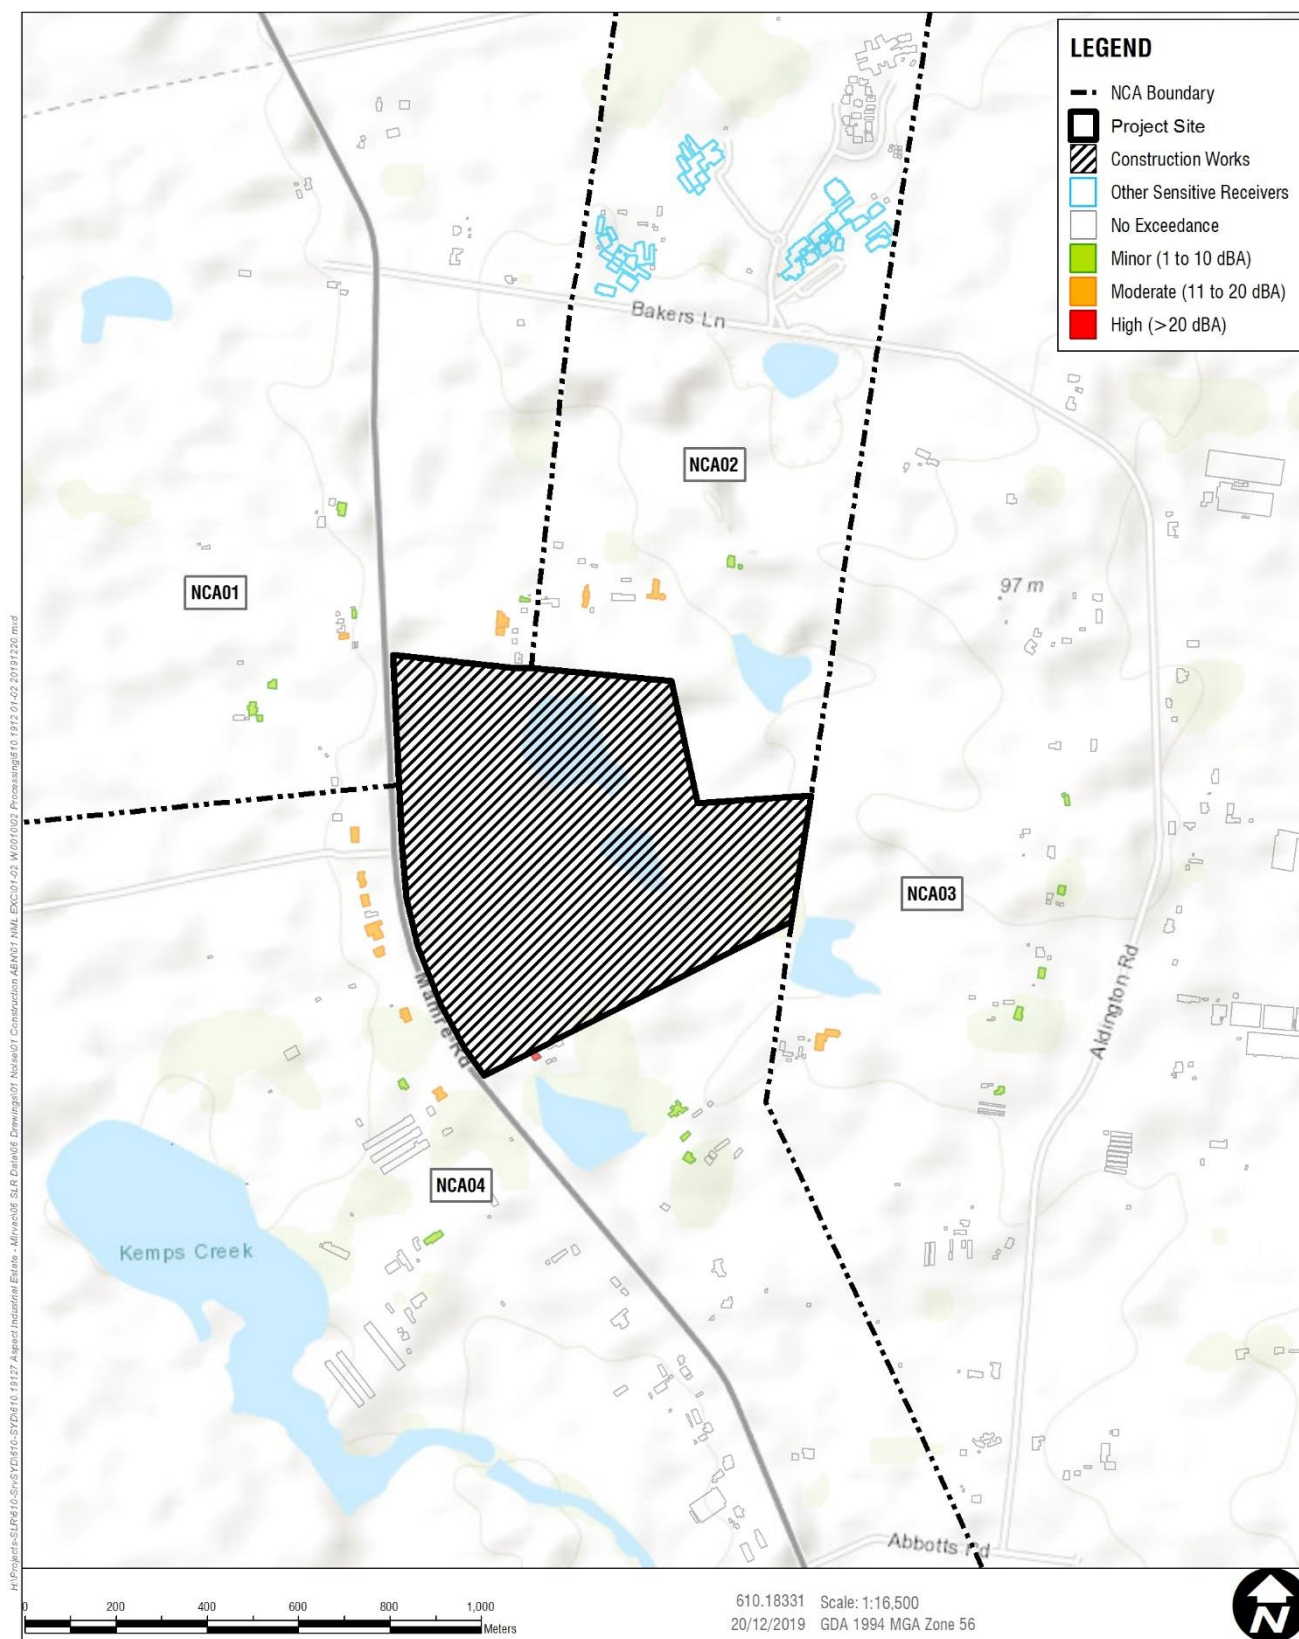 LEGEND
NCA Boundary
Project Site
Construction Works
Other Sensitive Receivers
No Exceedance
Minor (1 to 10 dBA)
Moderate (11 to 20 dBA)
High (>20 dBA)
Bakers Ln
NCA02
NCA01
97 m
NCA03
Aldington Rd
Mamre Rd
NCA04
Kemps Creek
Abbotts Rd
0 200 400 600 800 1,000
Meters
610.18331 Scale: 1:16,500
20/12/2019 GDA 1994 MGA Zone 56
N